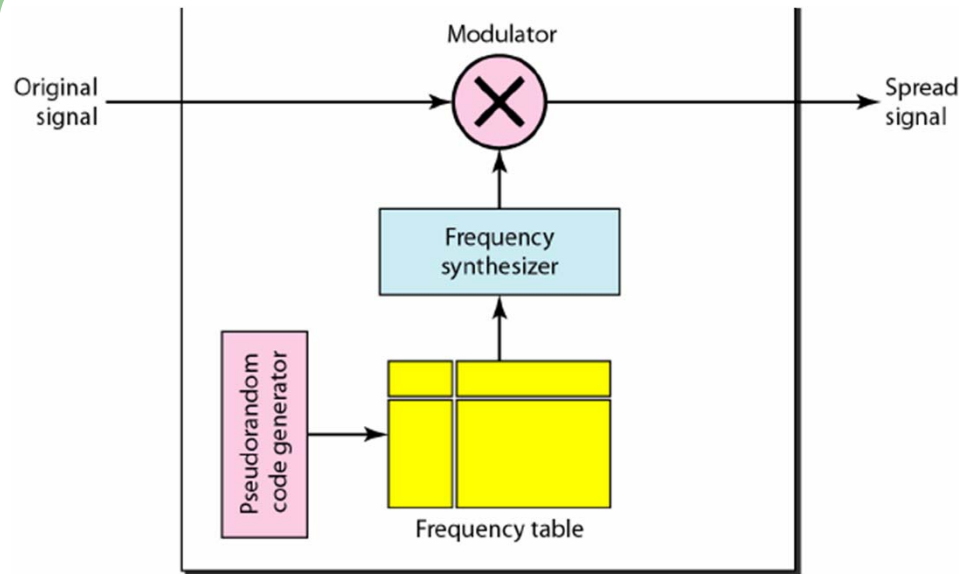 Modulator
Original
signal
Spread
signal
Frequency
synthesizer
Pseudorandom
code generator
Frequency table